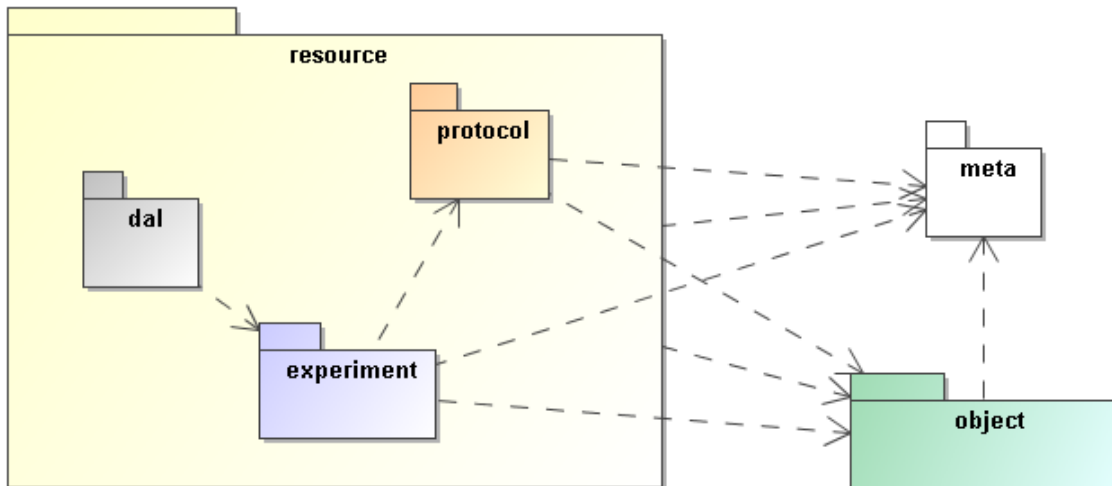 resource
protocol
meta
dal
experiment
object